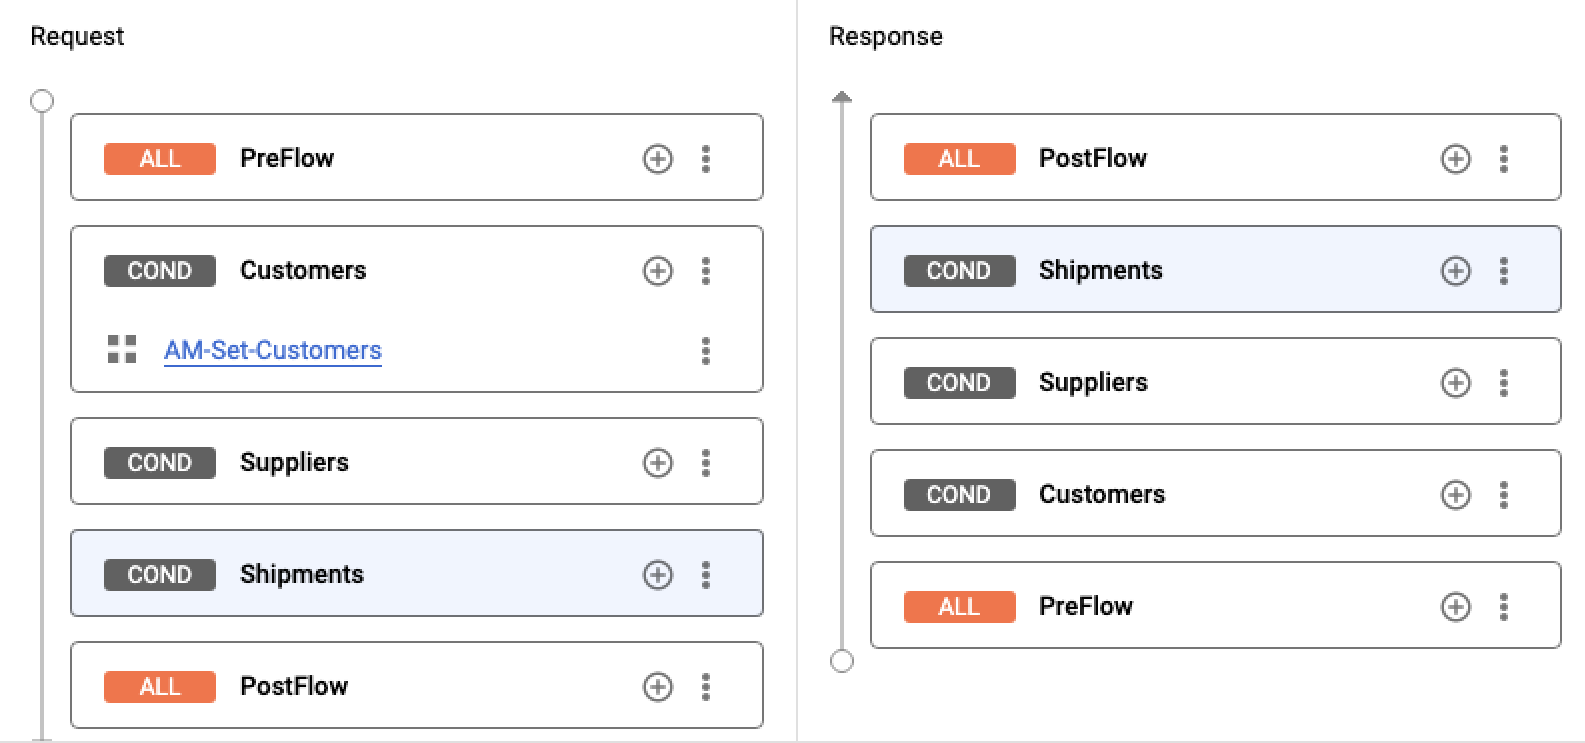 Request
ALL PreFlow
COND Customers
AM-Set-Customers
COND Suppliers
COND Shipments
ALL PostFlow
Response
ALL PostFlow
COND Shipments
COND Suppliers
COND Customers
ALL PreFlow